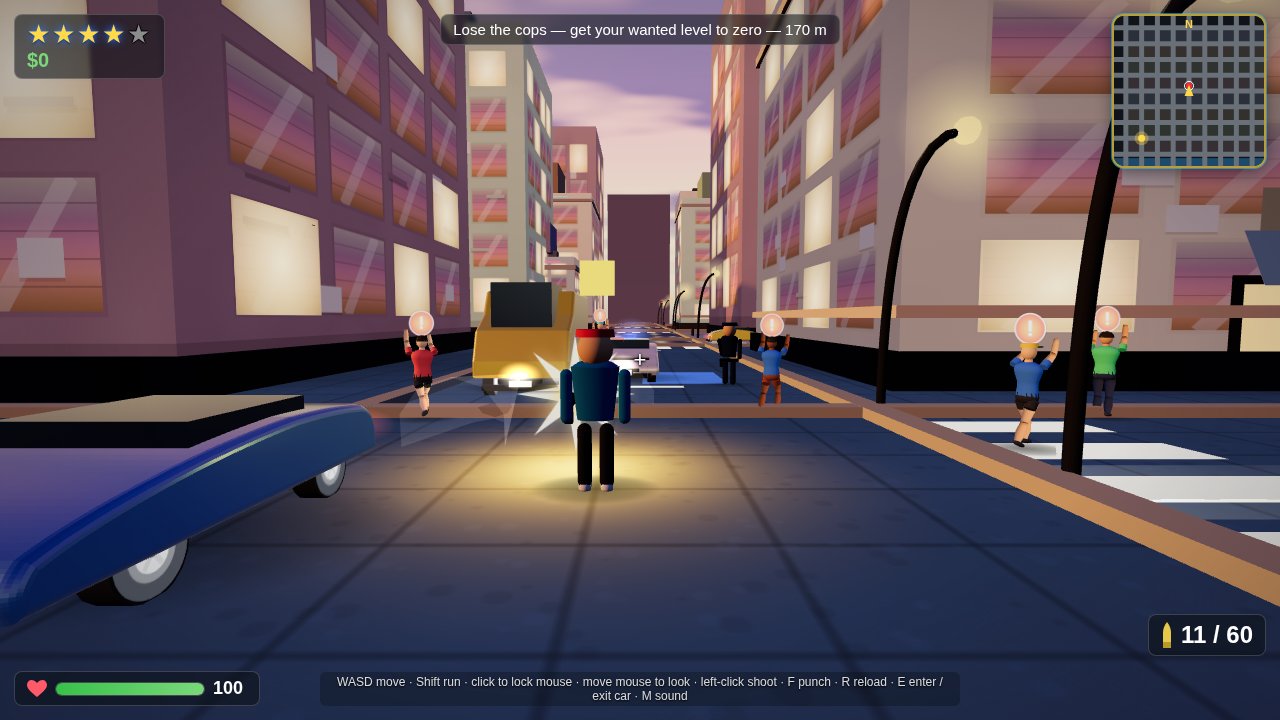 Lose the cops — get your wanted level to zero — 170 m
$0
N
!
!
!
!
11 / 60
100
WASD move · Shift run · click to lock mouse · move mouse to look · left-click shoot · F punch · R reload · E enter /
exit car · M sound